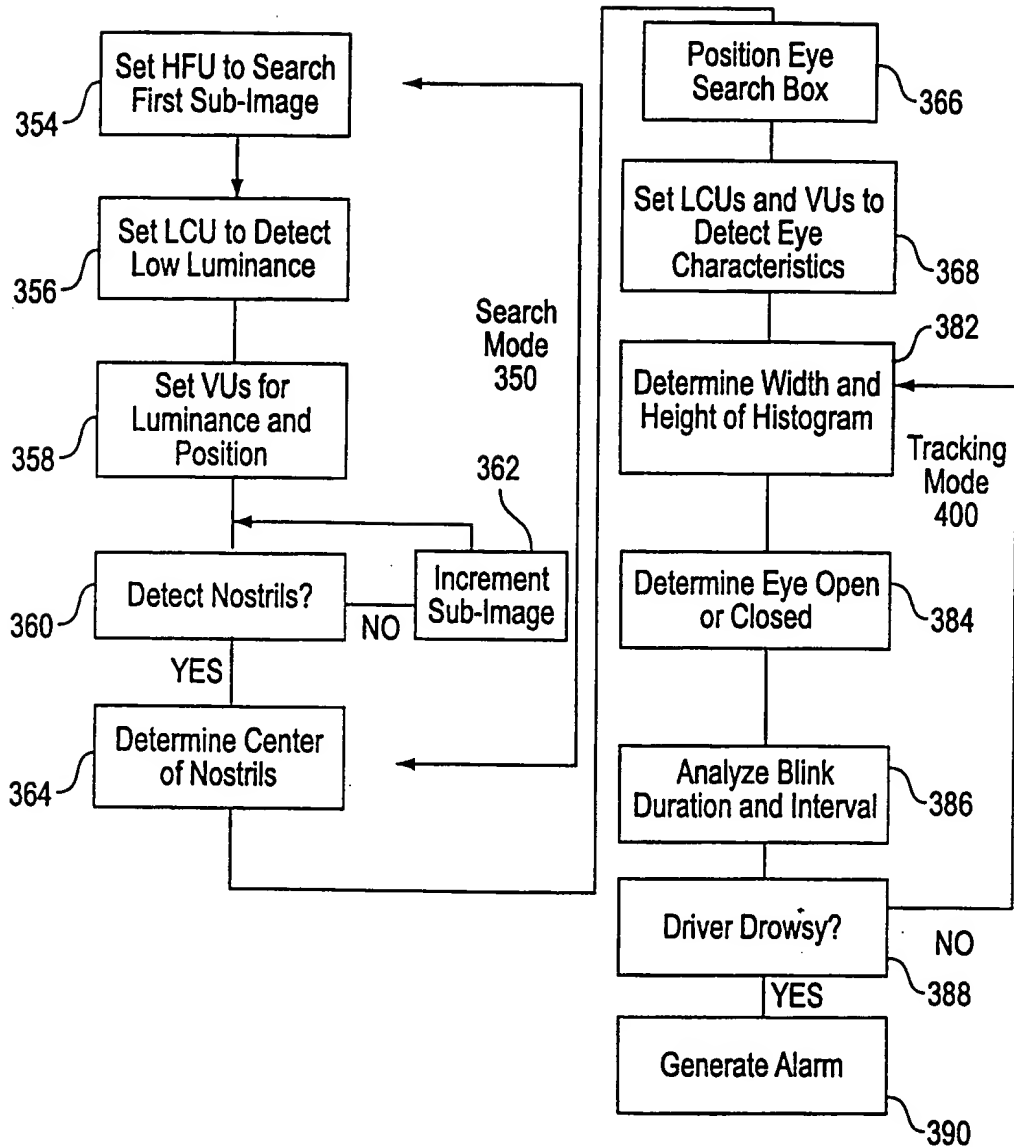 Set HFU to Search
First Sub-Image
354
Set LCU to Detect
Low Luminance
356
Search
Mode
350
Set VUs for
Luminance and
Position
358
362
Increment
Sub-Image
Detect Nostrils?
360
NO
YES
Determine Center
of Nostrils
364
Position Eye
Search Box
366
Set LCUs and VUs to
Detect Eye
Characteristics
368
382
Determine Width and
Height of Histogram
Tracking
Mode
400
Determine Eye Open
or Closed
384
Analyze Blink
Duration and Interval
386
Driver Drowsy?
NO
388
YES
Generate Alarm
390